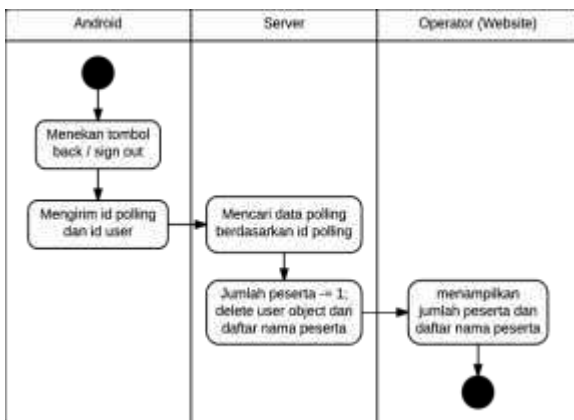 Android
Server
Operator (Website)
Menekan tombol
back / sign out
Mengirim id polling
dan id user
Mencari data polling
berdasarkan id polling
Jumlah peserta -= 1;
delete user object dari
daftar nama peserta
menampilkan
jumlah peserta dan
daftar nama peserta